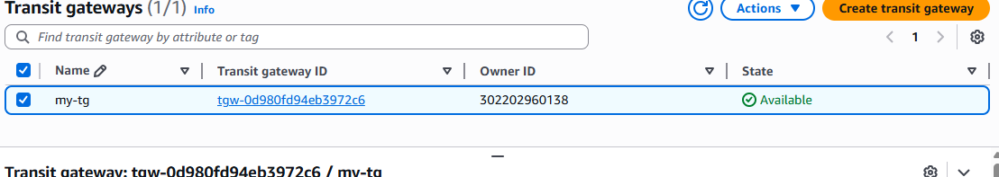 Transit gateways (1/1) Info
Actions
Create transit gateway
Find transit gateway by attribute or tag
1
Name Transit gateway ID Owner ID State
my-tg tgw-0d980fd94eb3972c6 302202960138 Available
Transit gateway: tgw-0d980fd94eb3972c6 / my-tg